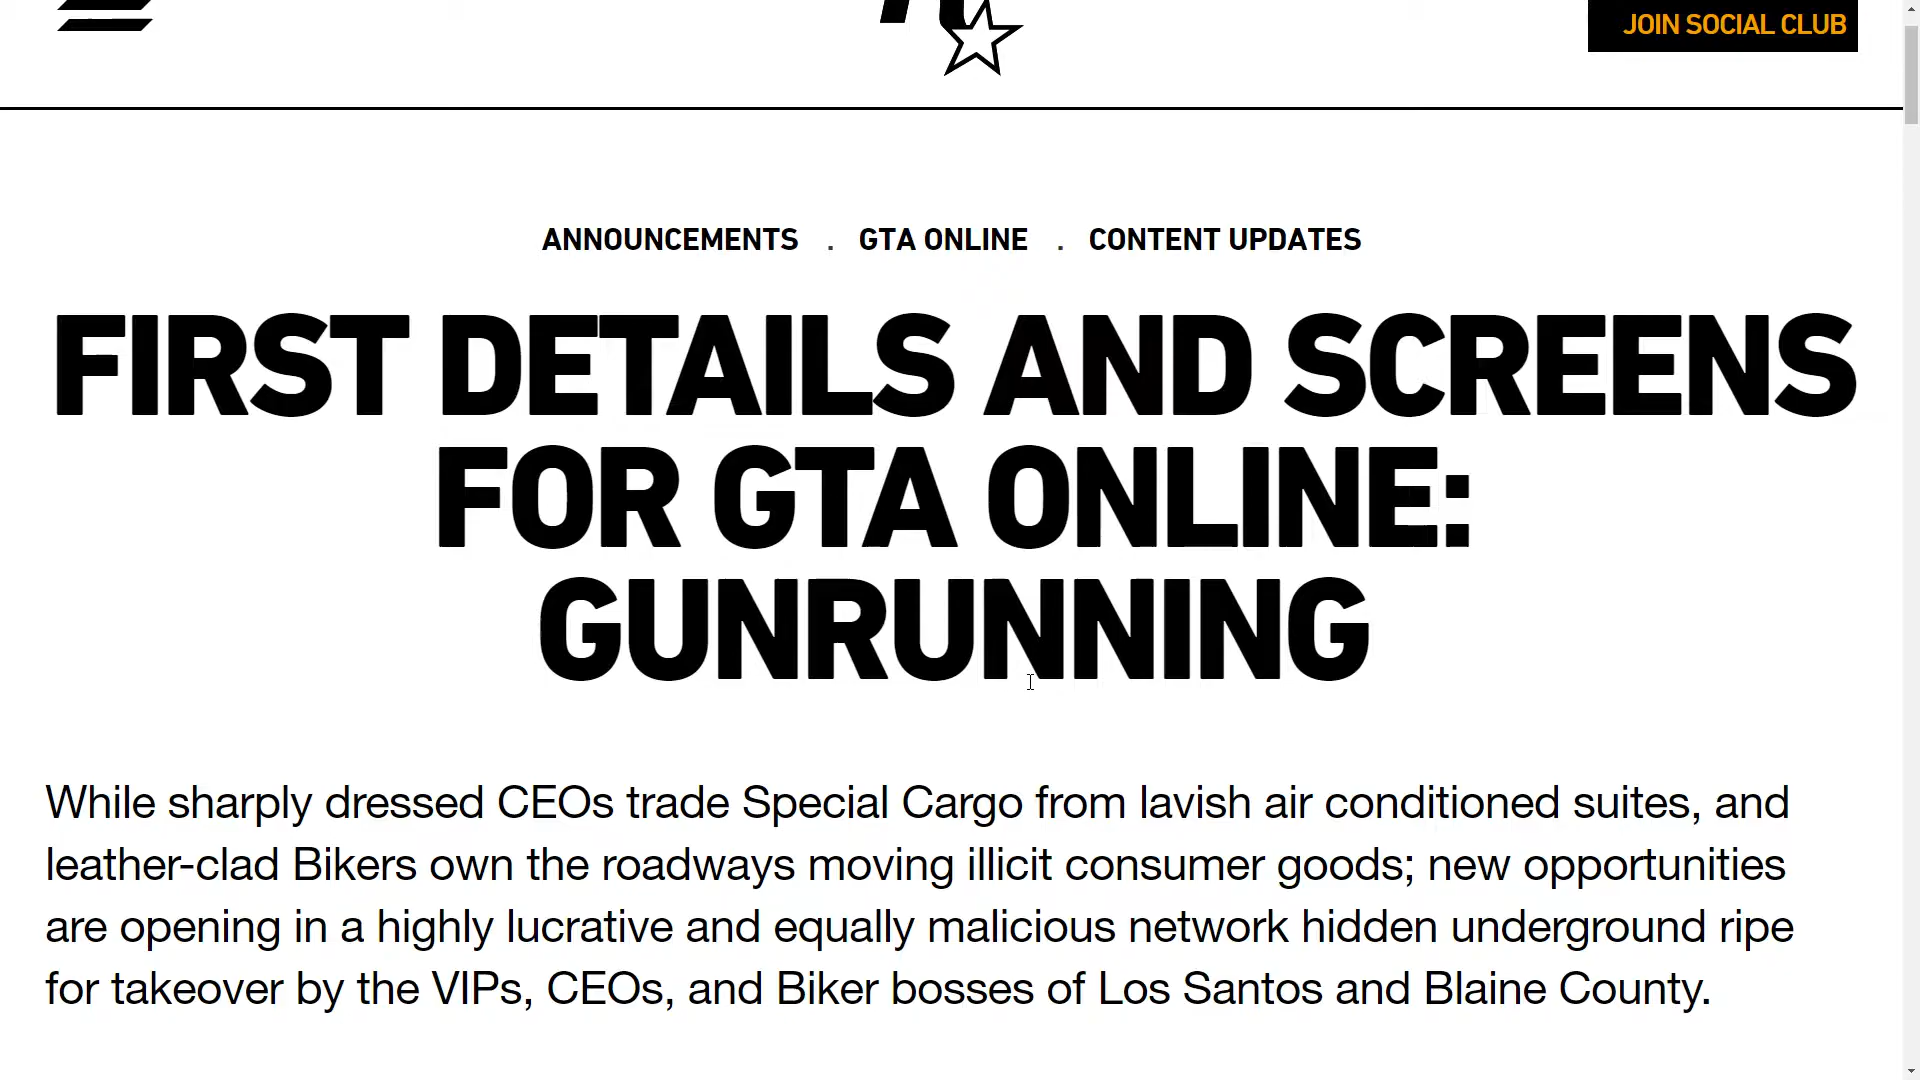 JOIN SOCIAL CLUB
ANNOUNCEMENTS . GTA ONLINE . CONTENT UPDATES
FIRST DETAILS AND SCREENS
FOR GTA ONLINE:
GUNRUNNING
While sharply dressed CEOs trade Special Cargo from lavish air conditioned suites, and
leather-clad Bikers own the roadways moving illicit consumer goods; new opportunities
are opening in a highly lucrative and equally malicious network hidden underground ripe
for takeover by the VIPs, CEOs, and Biker bosses of Los Santos and Blaine County.